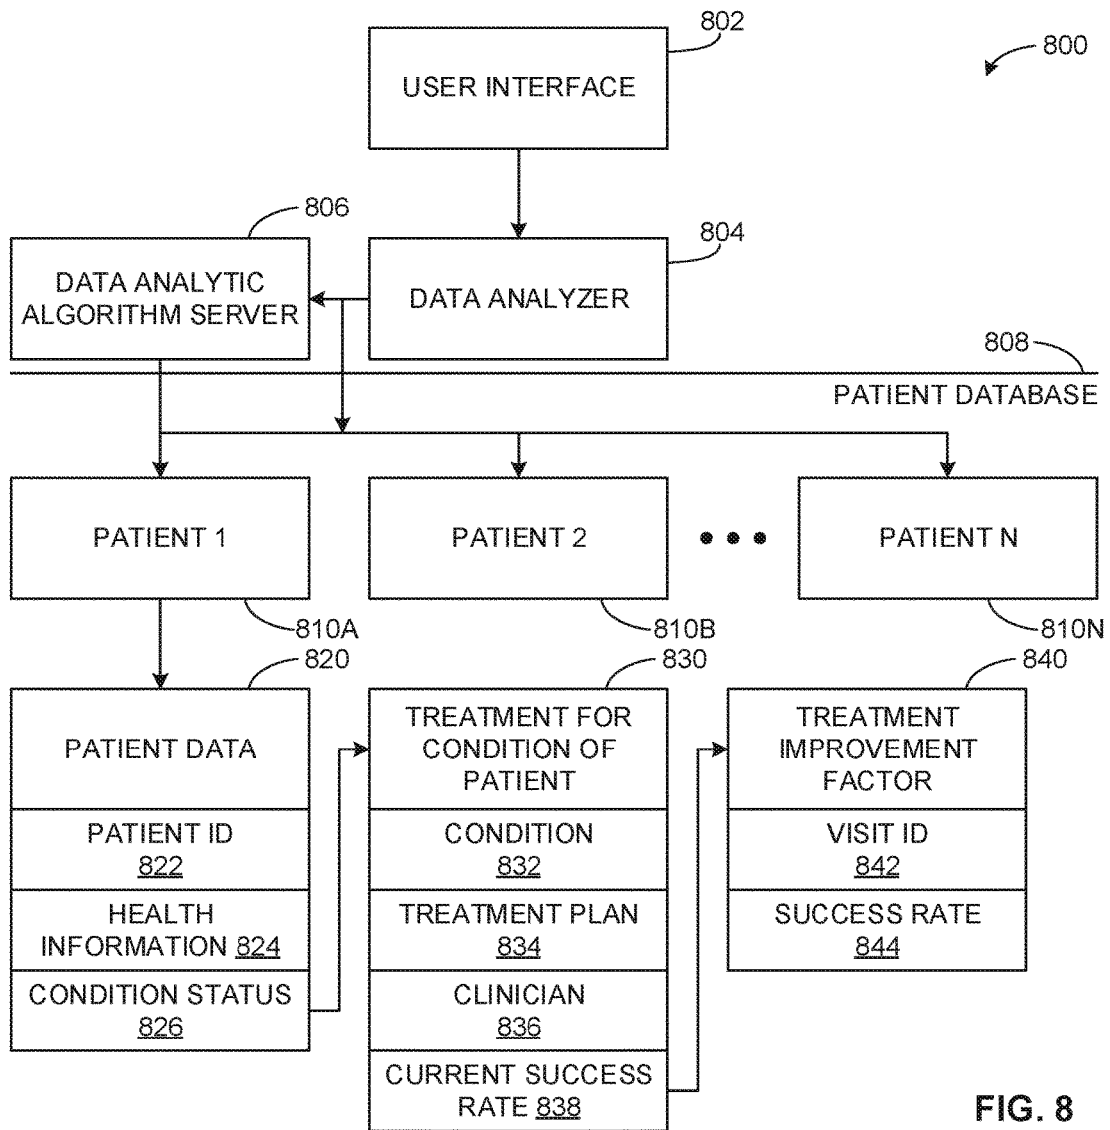 802
800
USER INTERFACE
806
804
DATA ANALYTIC
ALGORITHM SERVER
DATA ANALYZER
808
PATIENT DATABASE
PATIENT 1
PATIENT 2
PATIENT N
810A
810B
810N
820
830
840
PATIENT DATA
PATIENT ID
822
HEALTH
INFORMATION 824
CONDITION STATUS
826
TREATMENT FOR
CONDITION OF
PATIENT
CONDITION
832
TREATMENT PLAN
834
CLINICIAN
836
CURRENT SUCCESS
RATE 838
TREATMENT
IMPROVEMENT
FACTOR
VISIT ID
842
SUCCESS RATE
844
FIG. 8